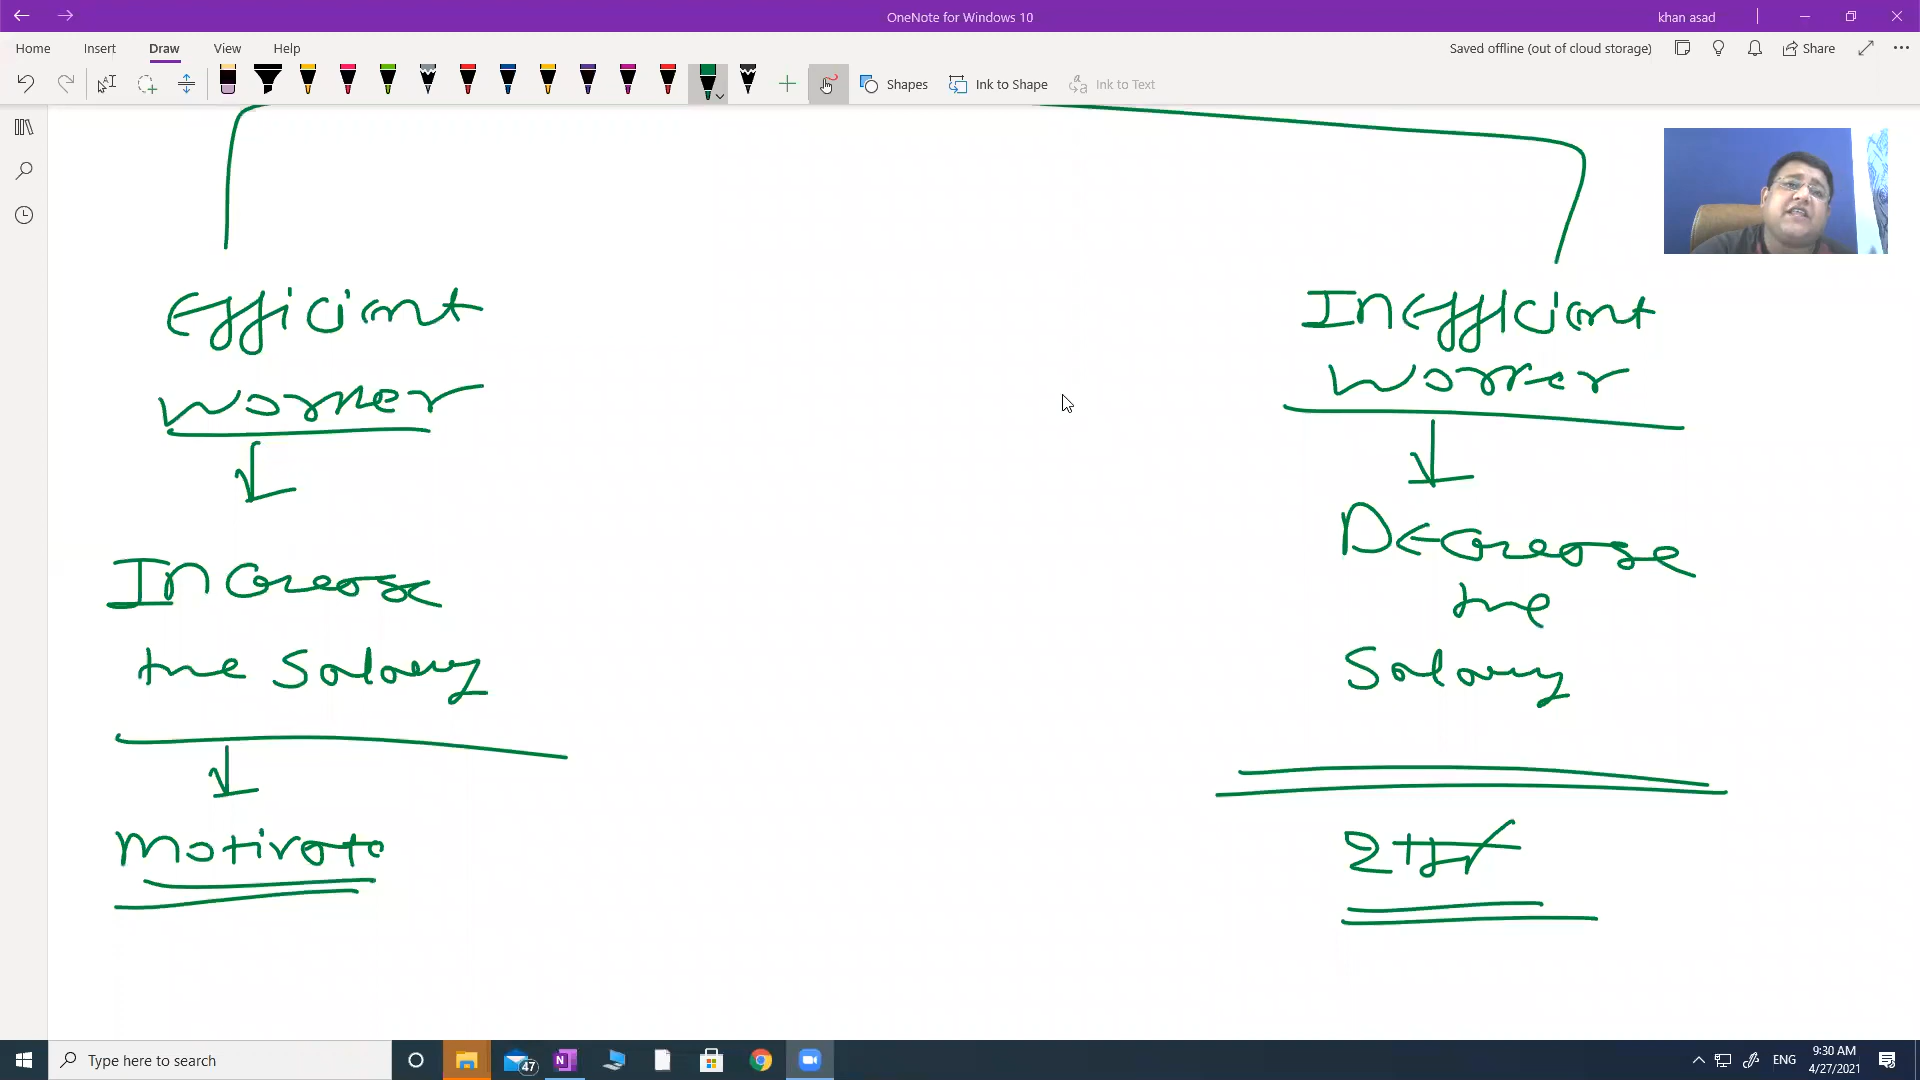 OneNote for Windows 10
khan asad
Home Insert Draw View Help
Saved offline (out of cloud storage)
Share
Shapes
Ink to Shape
Ink to Text
Efficient
worker
Increase
the Salary
Motivate
Inefficient
worker
Decrease
the
Salary
Type here to search
47
ENG
9:30 AM
4/27/2021